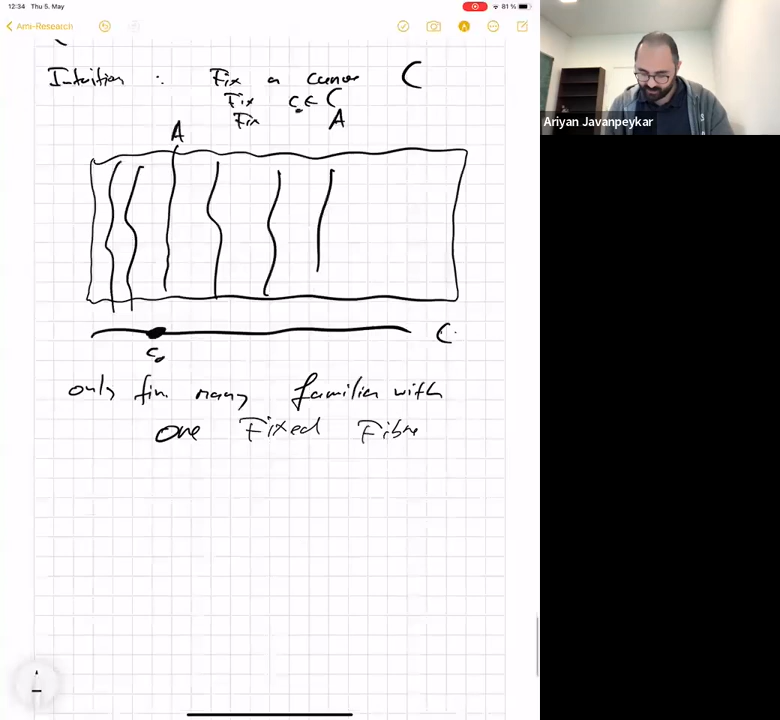 12:34 Thu 5. May
81 %
Ami-Research
Ariyan Javanpeykar
Intuition : Fix a curve C
Fix c₀ ∈ C
Fix A
A
C
c₀
only fin. many families with
one Fixed Fibre